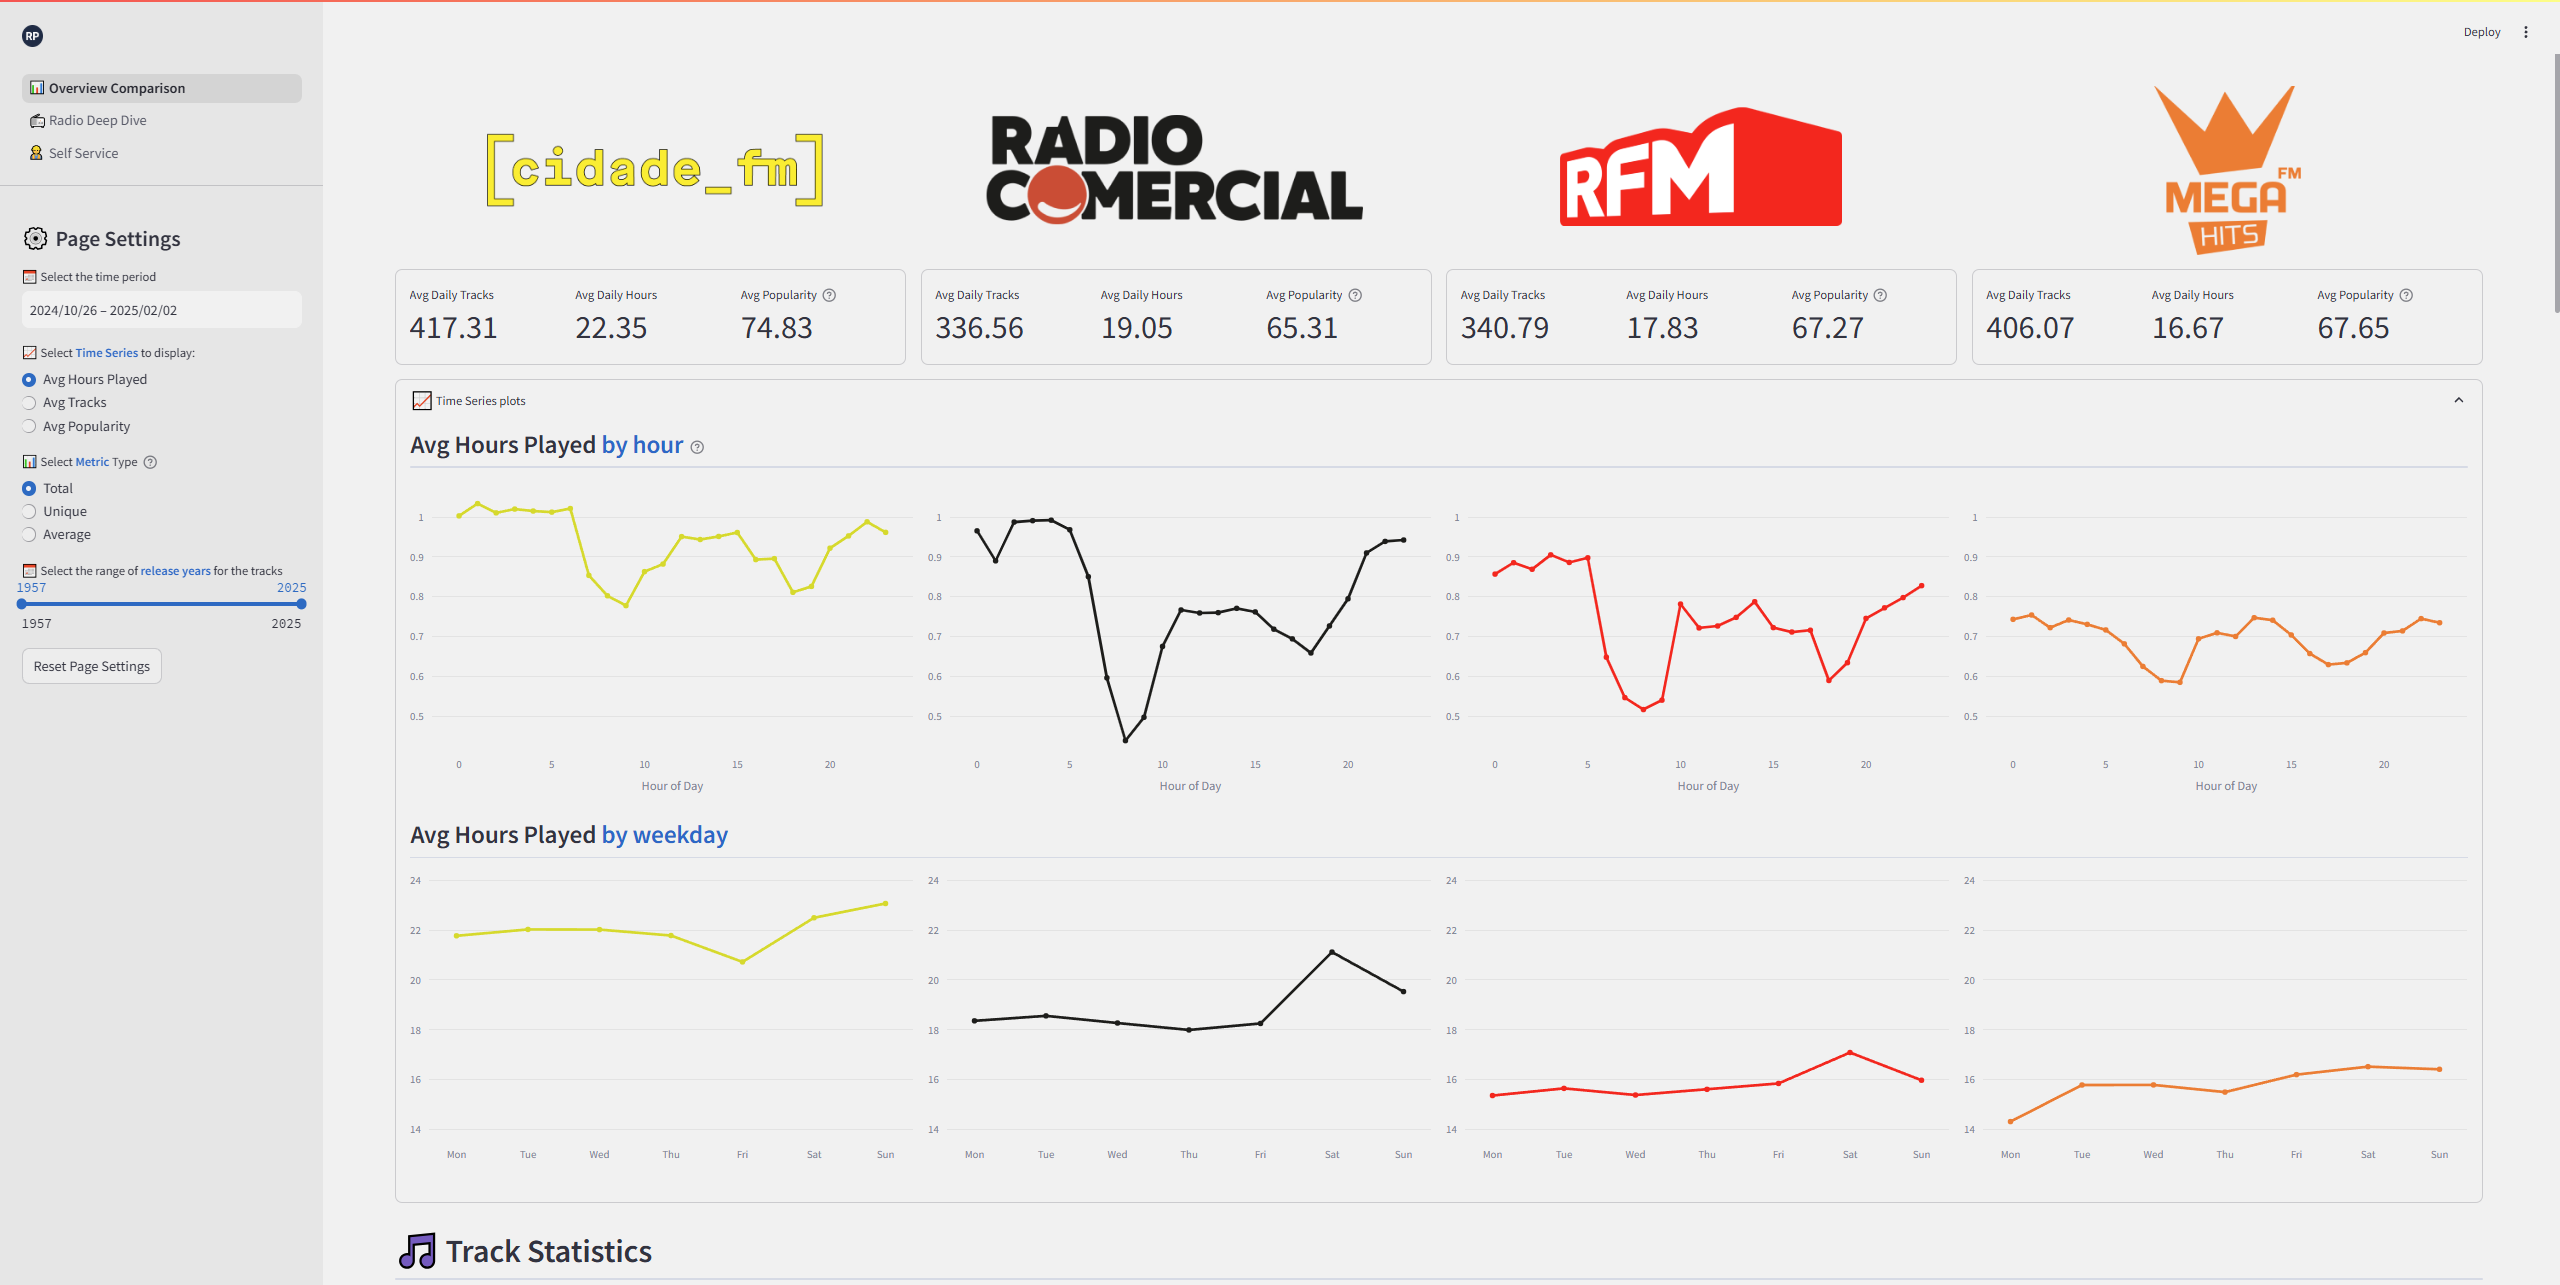 RP
Overview Comparison
Radio Deep Dive
Self Service
Page Settings
Select the time period
2024/10/26 – 2025/02/02
Select Time Series to display:
Avg Hours Played
Avg Tracks
Avg Popularity
Select Metric Type
Total
Unique
Average
Select the range of release years for the tracks
1957 2025
1957 2025
Reset Page Settings
Deploy
[cidade_fm]
RADIO
COMERCIAL
RFM
MEGA FM
HITS
Avg Daily Tracks Avg Daily Hours Avg Popularity
417.31 22.35 74.83
Avg Daily Tracks Avg Daily Hours Avg Popularity
336.56 19.05 65.31
Avg Daily Tracks Avg Daily Hours Avg Popularity
340.79 17.83 67.27
Avg Daily Tracks Avg Daily Hours Avg Popularity
406.07 16.67 67.65
Time Series plots
Avg Hours Played by hour
1
0.9
0.8
0.7
0.6
0.5
0 5 10 15 20
Hour of Day
1
0.9
0.8
0.7
0.6
0.5
0 5 10 15 20
Hour of Day
1
0.9
0.8
0.7
0.6
0.5
0 5 10 15 20
Hour of Day
1
0.9
0.8
0.7
0.6
0.5
0 5 10 15 20
Hour of Day
Avg Hours Played by weekday
24
22
20
18
16
14
Mon Tue Wed Thu Fri Sat Sun
24
22
20
18
16
14
Mon Tue Wed Thu Fri Sat Sun
24
22
20
18
16
14
Mon Tue Wed Thu Fri Sat Sun
24
22
20
18
16
14
Mon Tue Wed Thu Fri Sat Sun
Track Statistics